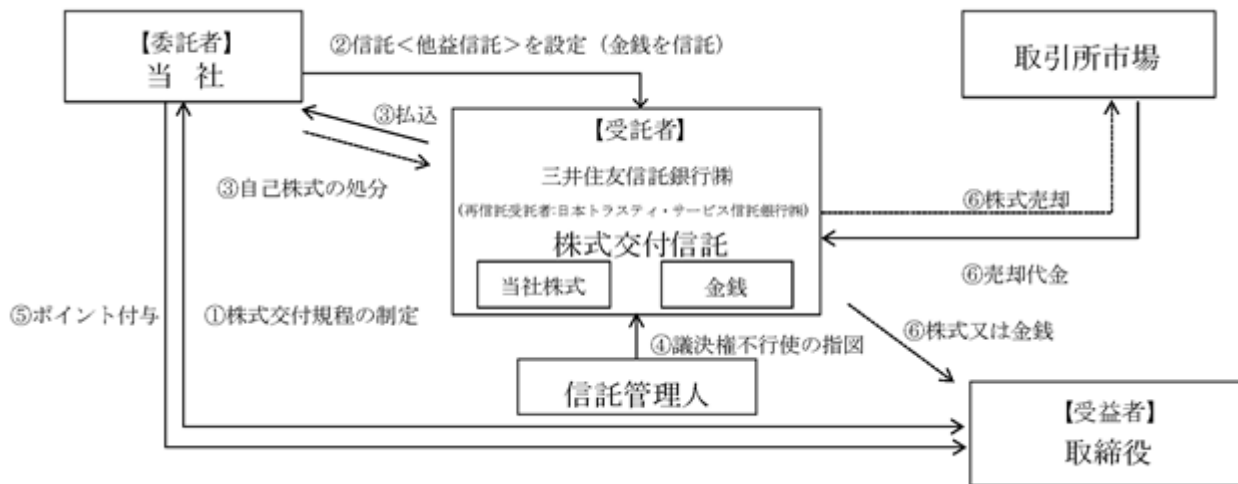 【委託者】
当 社
②信託<他益信託>を設定（金銭を信託）
取引所市場
③払込
③自己株式の処分
【受託者】
三井住友信託銀行㈱
(再信託受託者:日本トラスティ・サービス信託銀行㈱)
株式交付信託
当社株式
金銭
⑥株式売却
⑥売却代金
⑤ポイント付与
①株式交付規程の制定
④議決権不行使の指図
⑥株式又は金銭
信託管理人
【受益者】
取締役